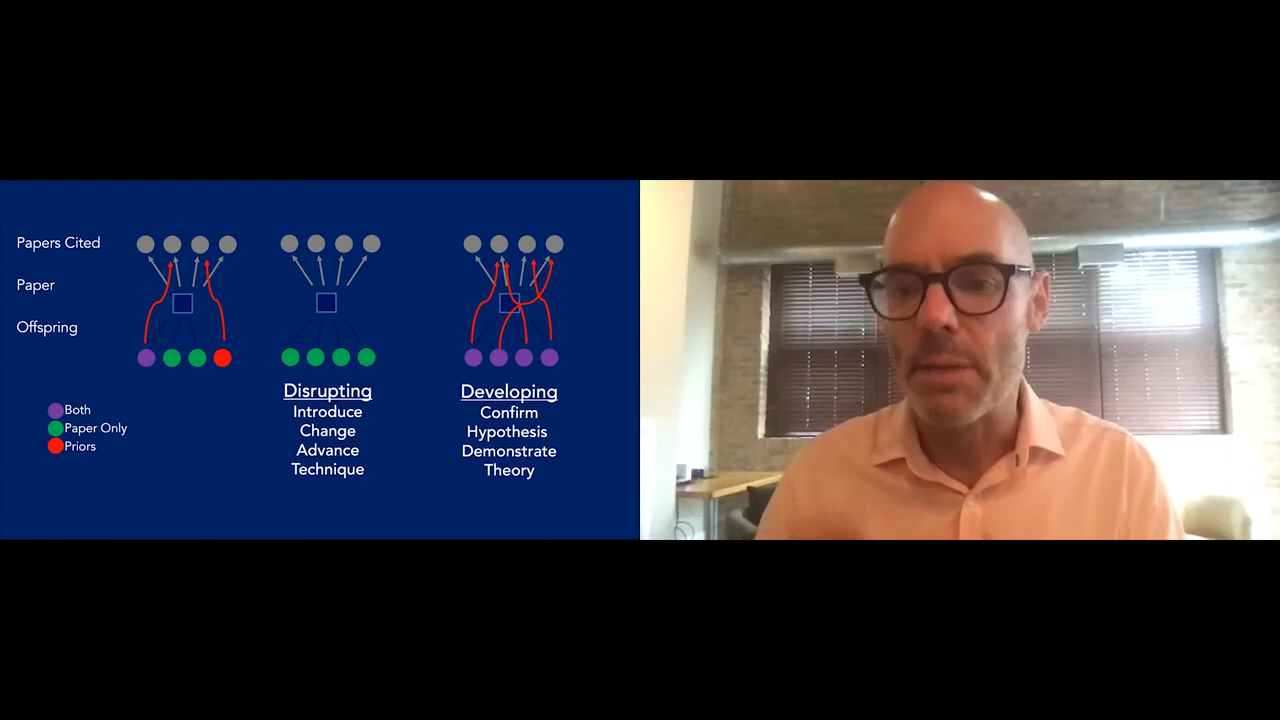 Papers Cited
Paper
Offspring
Both
Paper Only
Priors
Disrupting
Introduce
Change
Advance
Technique
Developing
Confirm
Hypothesis
Demonstrate
Theory